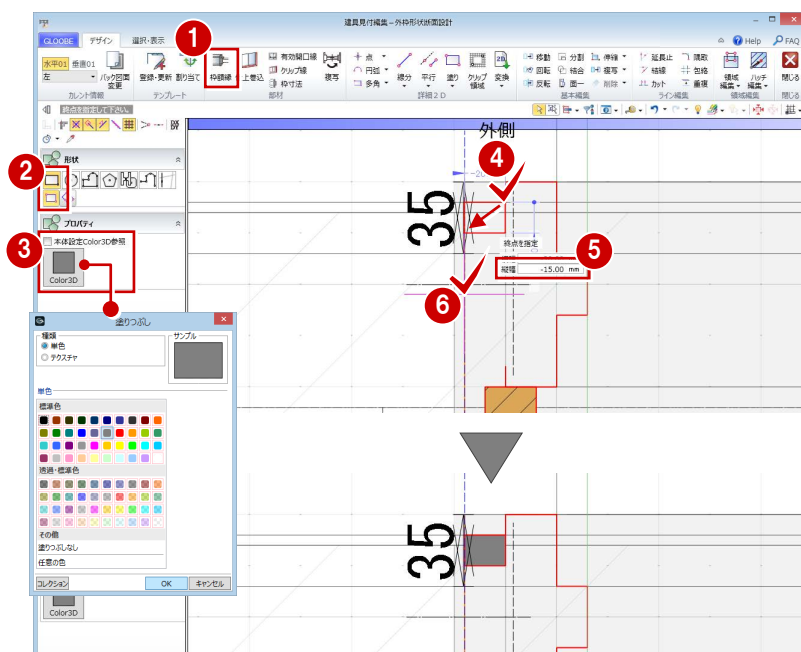 建具見付編集 – 外枠形状断面設計
GLOOBE デザイン 選択・表示
Help FAQ
水平01 垂直01
左
バック図面変更
登録・更新 割り当て
枠額縁
上巻込
有効開口線
クリップ線
枠寸法
複写
点
円弧
多角
線分 平行 塗り クリップ領域 変換
移動 分割 伸縮
回転 結合 複写
反転 面一 削除
延長止 隅取
結線 包絡
カット 重複
領域編集 ハッチ編集 閉じる
カレント情報 テンプレート 部材 詳細2D 基本編集 ライン編集 領域編集 閉じる
終点を指定して下さい。
1
2
3
4
5
6
形状
プロパティ
本体設定Color3D参照
Color3D
外側
35
終点を指定
縦幅 -15.00 mm
塗りつぶし
種類
単色
テクスチャ
サンプル
単色
標準色
透過・標準色
その他
塗りつぶしなし
任意の色
コレクション OK キャンセル
Color3D
35